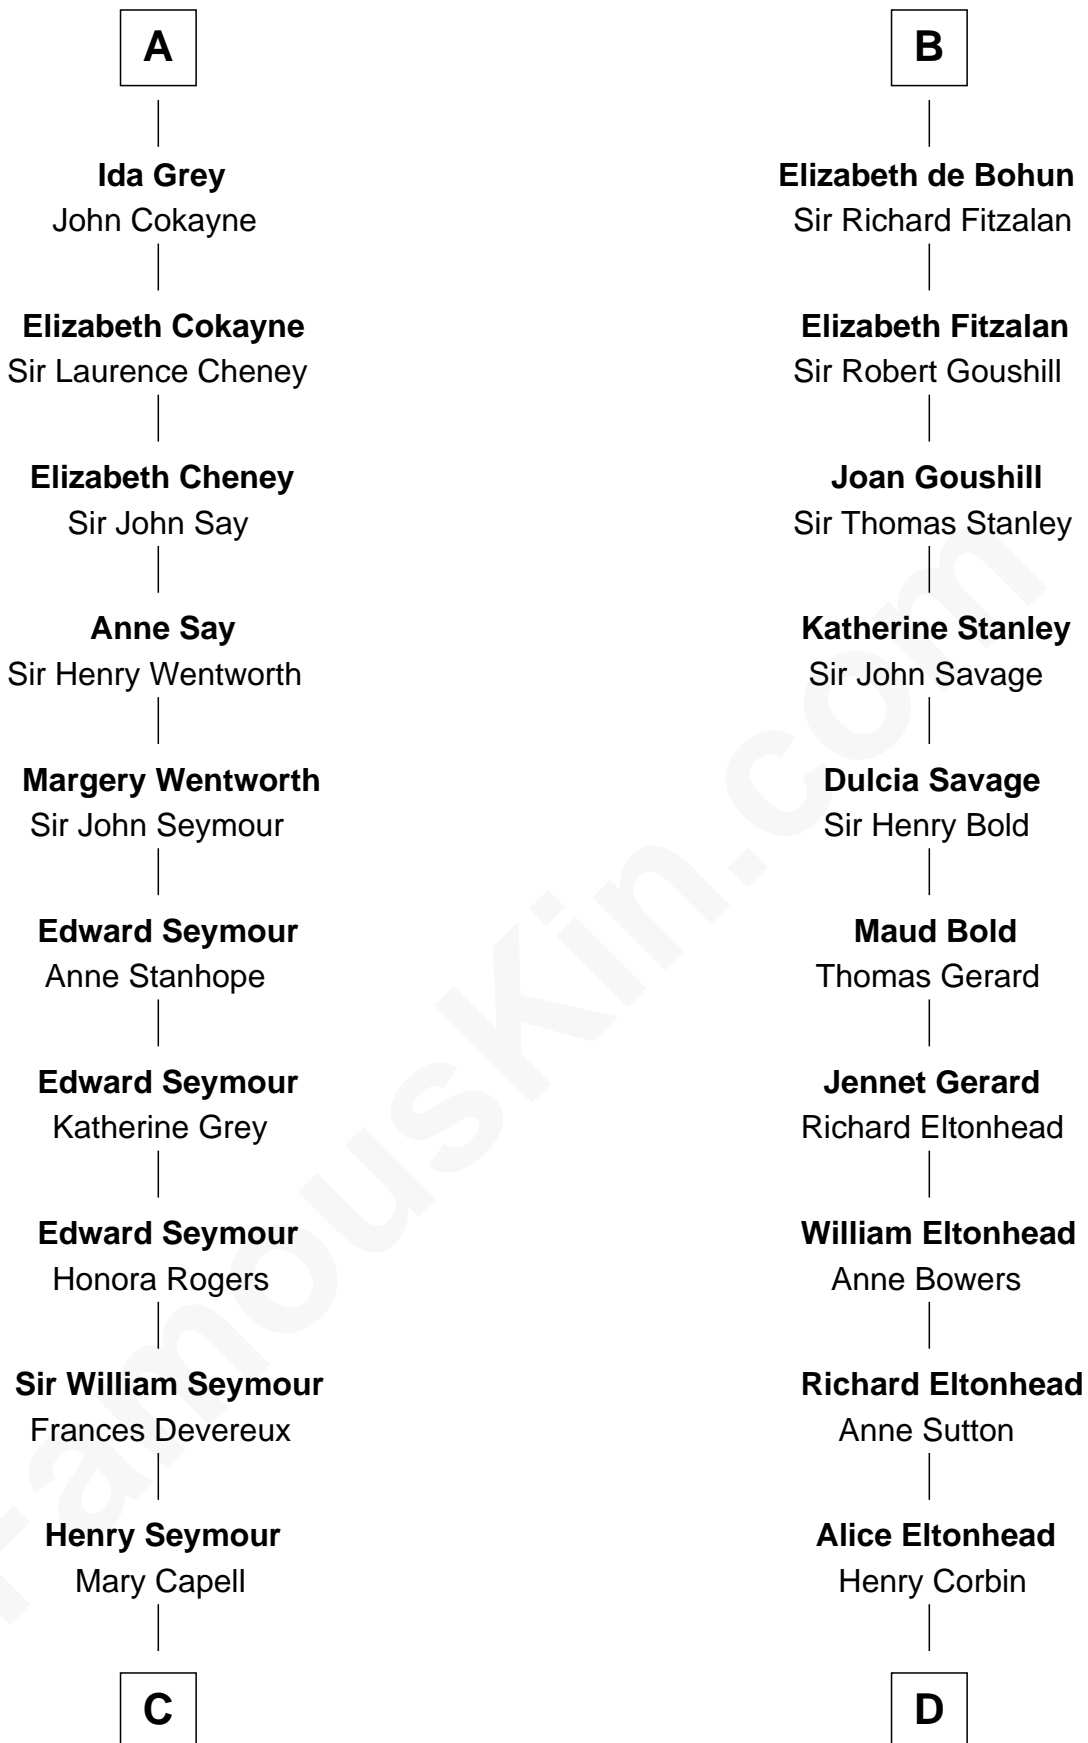 A
Ida Grey
John Cokayne
Elizabeth Cokayne
Sir Laurence Cheney
Elizabeth Cheney
Sir John Say
Anne Say
Sir Henry Wentworth
Margery Wentworth
Sir John Seymour
Edward Seymour
Anne Stanhope
Edward Seymour
Katherine Grey
Edward Seymour
Honora Rogers
Sir William Seymour
Frances Devereux
Henry Seymour
Mary Capell
C
B
Elizabeth de Bohun
Sir Richard Fitzalan
Elizabeth Fitzalan
Sir Robert Goushill
Joan Goushill
Sir Thomas Stanley
Katherine Stanley
Sir John Savage
Dulcia Savage
Sir Henry Bold
Maud Bold
Thomas Gerard
Jennet Gerard
Richard Eltonhead
William Eltonhead
Anne Bowers
Richard Eltonhead
Anne Sutton
Alice Eltonhead
Henry Corbin
D
FamousKin.com